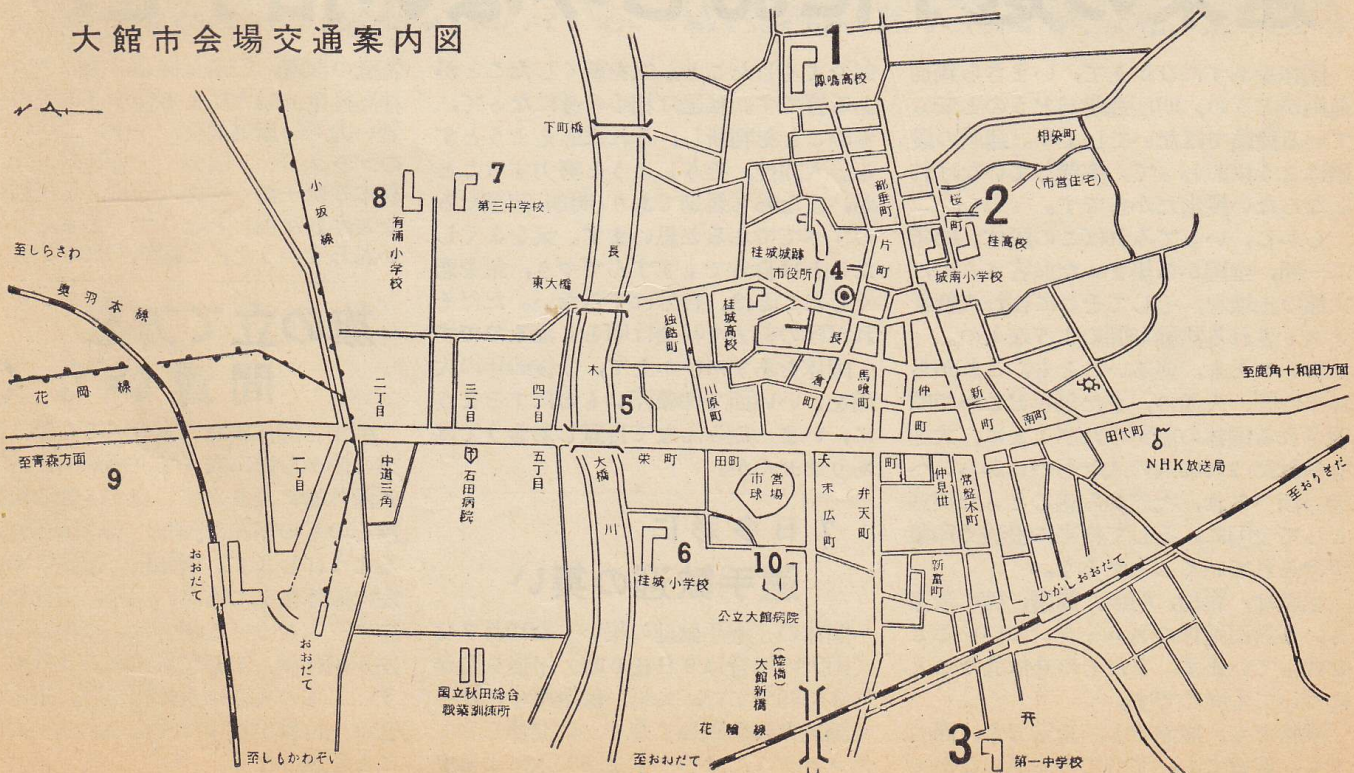 大館市会場交通案内図
1
鳳鳴高校
下町橋
小坂線
7
8
第三中学校
有浦小学校
相染町
(市営住宅)
部垂町
桜町
2
桂高校
至しらさわ
長
桂城城跡
市役所
4
片町
城南小学校
東大橋
奥羽本線
独鈷町
桂城高校
長
倉町
馬喰町
仲町
新町
南町
至鹿角十和田方面
花岡線
二丁目
三丁目
四丁目
木
5
川原町
田代町
NHK放送局
至青森方面
9
一丁目
中道三角
石田病院
五丁目
大橋
栄町
田町
市営球場
大町
末広町
弁天町
仲見世
常盤木町
至おうぎだ
川
6
桂城小学校
10
公立大館病院
新富町
ひがしおおだて
おおだて
おおだて
国立秋田総合
職業訓練所
(陸橋)
大館新橋
花輪線
3
第一中学校
至しもかわぞい
至おおだて